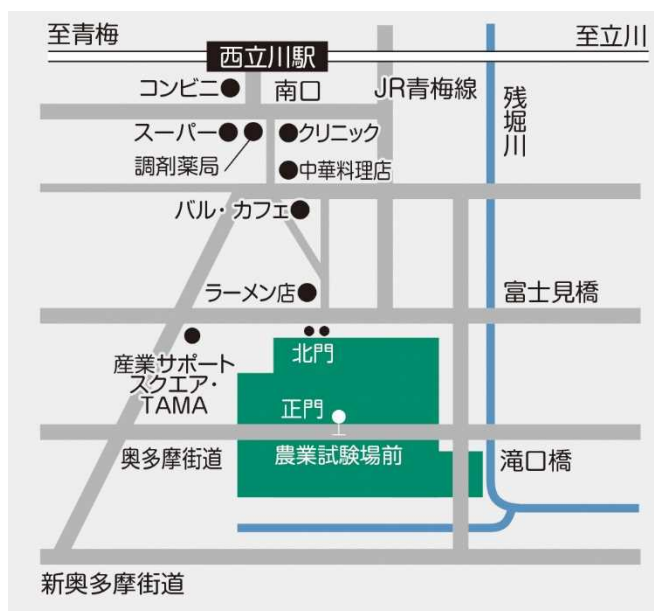 至青梅
至立川
西立川駅
コンビニ
南口
JR青梅線
残堀川
スーパー
クリニック
調剤薬局
中華料理店
バル・カフェ
ラーメン店
富士見橋
北門
産業サポート
スクエア・
TAMA
正門
奥多摩街道
農業試験場前
滝口橋
新奥多摩街道